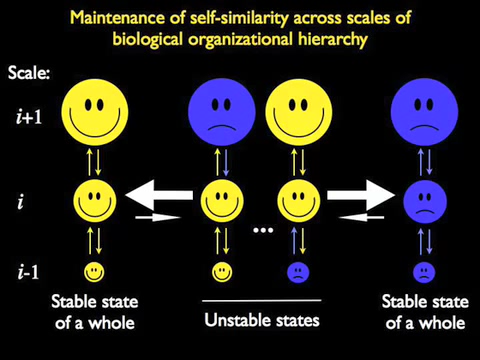 Maintenance of self-similarity across scales of
biological organizational hierarchy
Scale:
i+1
i
...
i-1
Stable state
of a whole
Unstable states
Stable state
of a whole